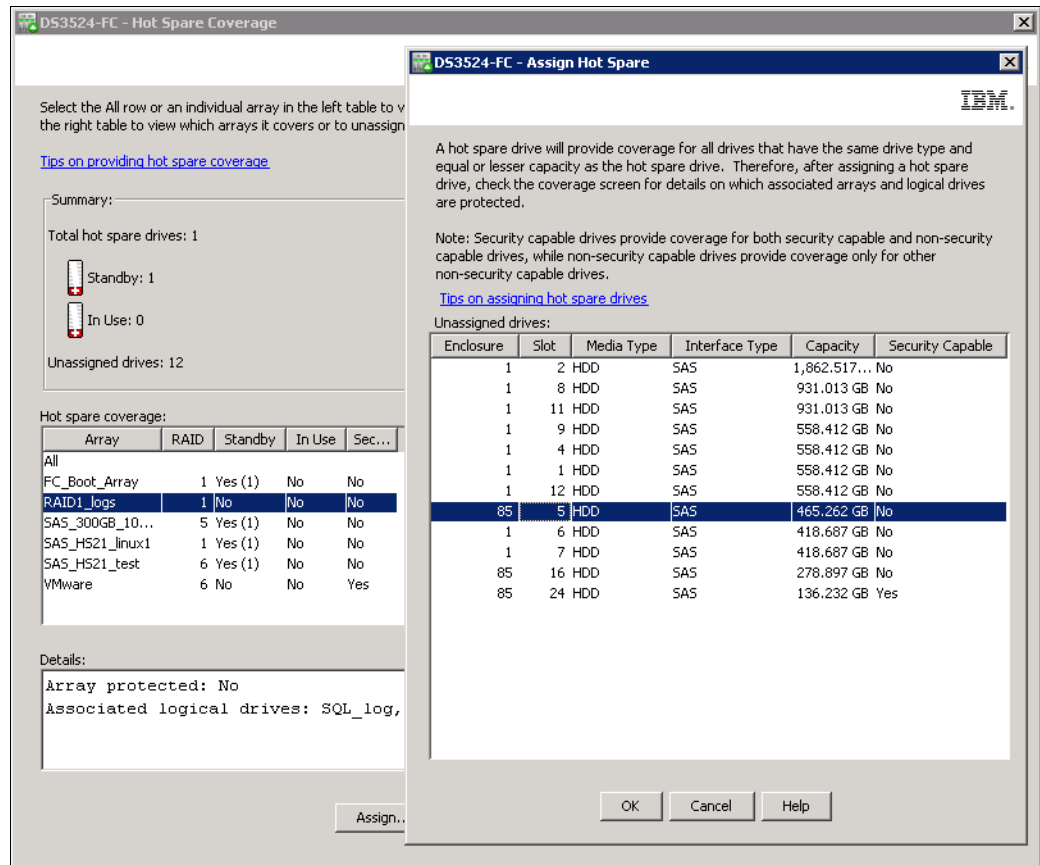 DS3524-FC - Hot Spare Coverage
Select the All row or an individual array in the left table to v
the right table to view which arrays it covers or to unassign
Tips on providing hot spare coverage
Summary:
Total hot spare drives: 1
Standby: 1
In Use: 0
Unassigned drives: 12
Hot spare coverage:
Array RAID Standby In Use Sec...
All
FC_Boot_Array 1 Yes (1) No No
RAID1_logs 1 No No No
SAS_300GB_10... 5 Yes (1) No No
SAS_HS21_linux1 1 Yes (1) No No
SAS_HS21_test 6 Yes (1) No No
VMware 6 No No Yes
Details:
Array protected: No
Associated logical drives: SQL_log,
Assign..
DS3524-FC - Assign Hot Spare
IBM.
A hot spare drive will provide coverage for all drives that have the same drive type and
equal or lesser capacity as the hot spare drive. Therefore, after assigning a hot spare
drive, check the coverage screen for details on which associated arrays and logical drives
are protected.
Note: Security capable drives provide coverage for both security capable and non-security
capable drives, while non-security capable drives provide coverage only for other
non-security capable drives.
Tips on assigning hot spare drives
Unassigned drives:
Enclosure Slot Media Type Interface Type Capacity Security Capable
1 2 HDD SAS 1,862.517... No
1 8 HDD SAS 931.013 GB No
1 11 HDD SAS 931.013 GB No
1 9 HDD SAS 558.412 GB No
1 4 HDD SAS 558.412 GB No
1 1 HDD SAS 558.412 GB No
1 12 HDD SAS 558.412 GB No
85 5 HDD SAS 465.262 GB No
1 6 HDD SAS 418.687 GB No
1 7 HDD SAS 418.687 GB No
85 16 HDD SAS 278.897 GB No
85 24 HDD SAS 136.232 GB Yes
OK Cancel Help